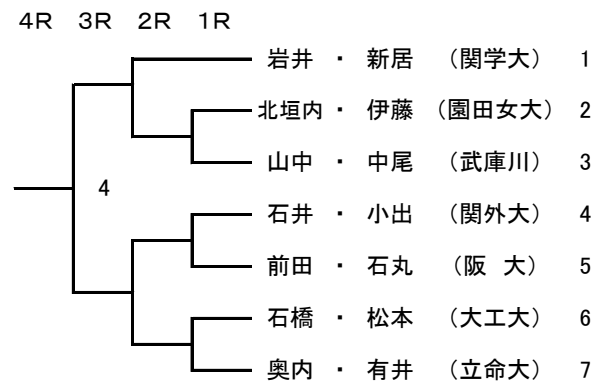 4R 3R 2R 1R
岩井 ・ 新居 （関学大） 1
北垣内 ・ 伊藤 （園田女大） 2
山中 ・ 中尾 （武庫川） 3
4
石井 ・ 小出 （関外大） 4
前田 ・ 石丸 （阪 大） 5
石橋 ・ 松本 （大工大） 6
奥内 ・ 有井 （立命大） 7